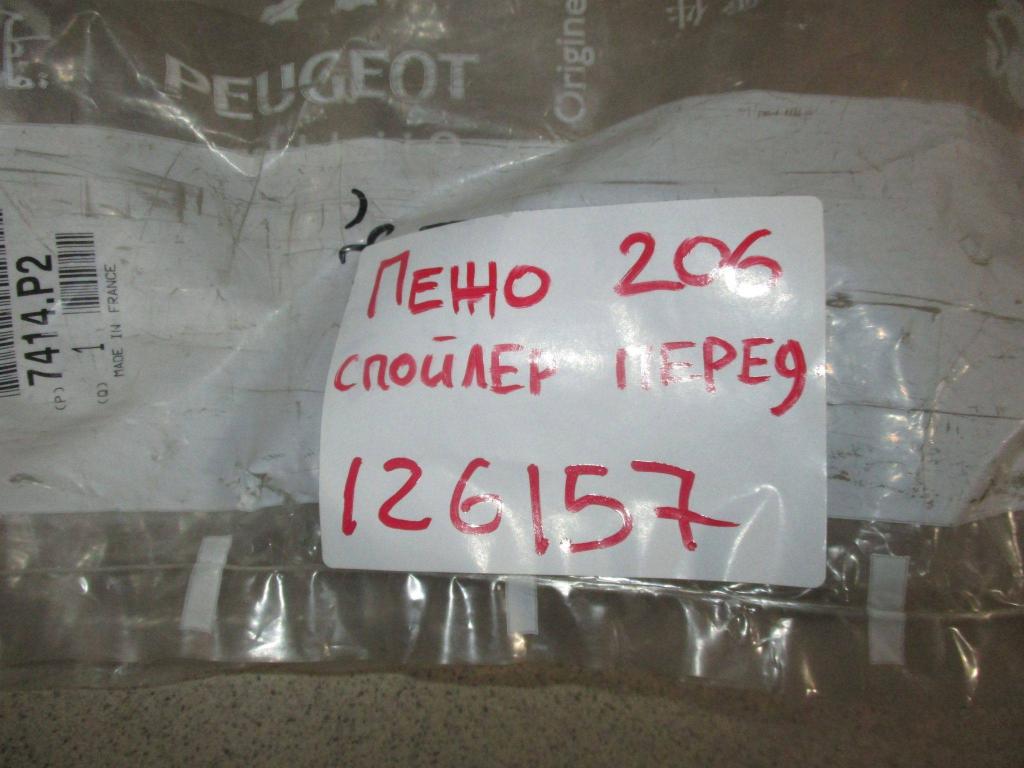 PEUGEOT
Origine
7414.P2
(P)
(Q) 1
MADE IN FRANCE
ПЕЖО 206
СПОЙЛЕР ПЕРЕД
126157